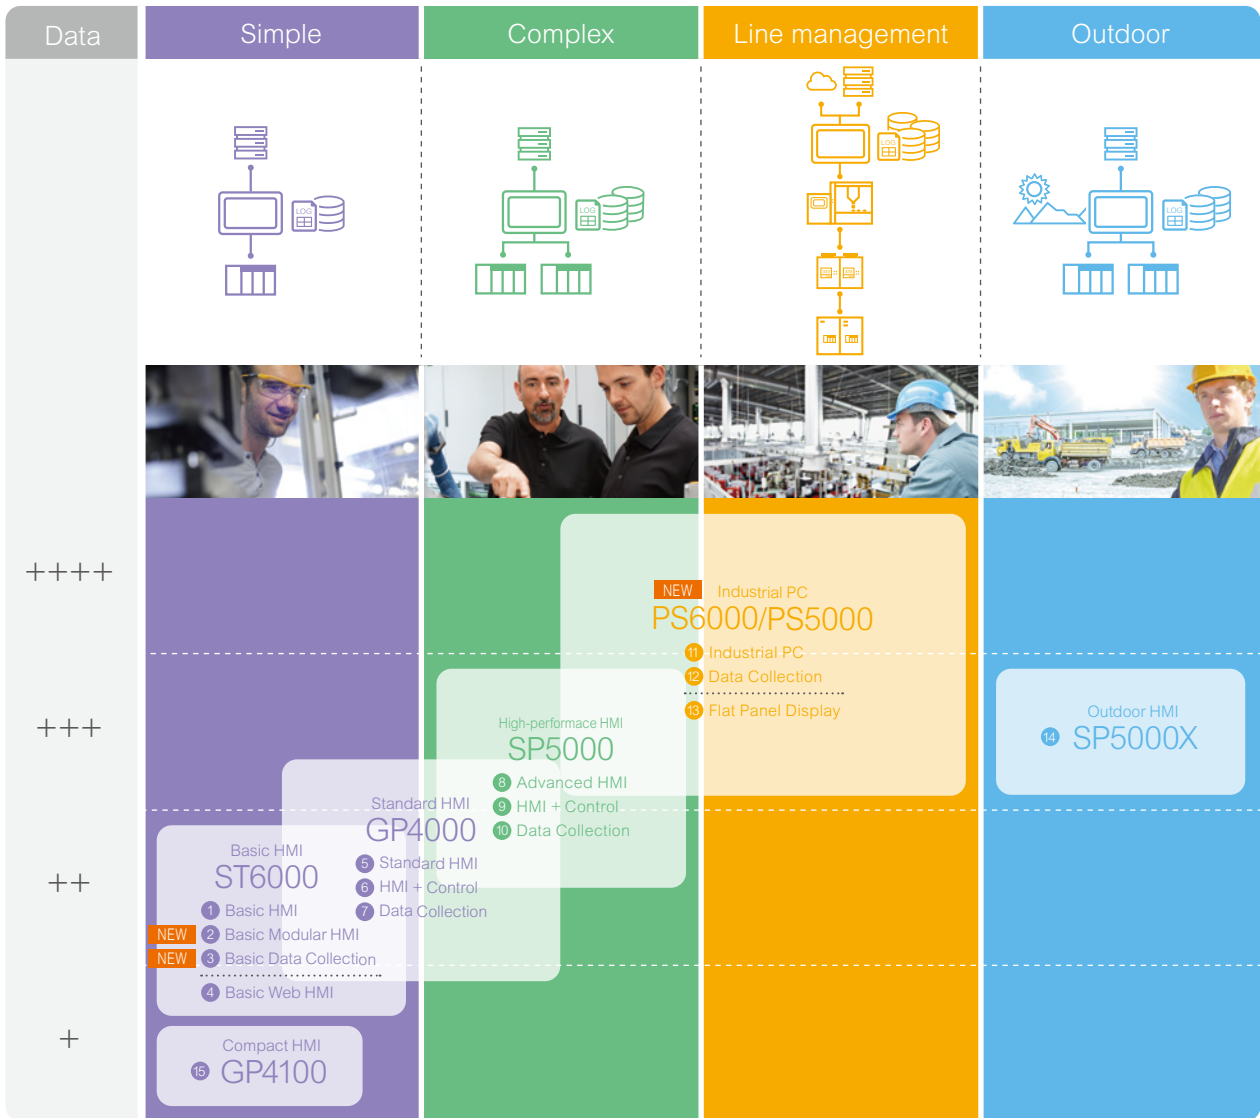 Data
Simple
Complex
Line management
Outdoor
LOG
LOG
LOG
LOG
++++
NEW
Industrial PC
PS6000/PS5000
11 Industrial PC
12 Data Collection
13 Flat Panel Display
+++
High-performace HMI
SP5000
8 Advanced HMI
9 HMI + Control
10 Data Collection
Outdoor HMI
14 SP5000X
Standard HMI
GP4000
5 Standard HMI
6 HMI + Control
7 Data Collection
++
Basic HMI
ST6000
1 Basic HMI
NEW 2 Basic Modular HMI
NEW 3 Basic Data Collection
4 Basic Web HMI
+
Compact HMI
15 GP4100